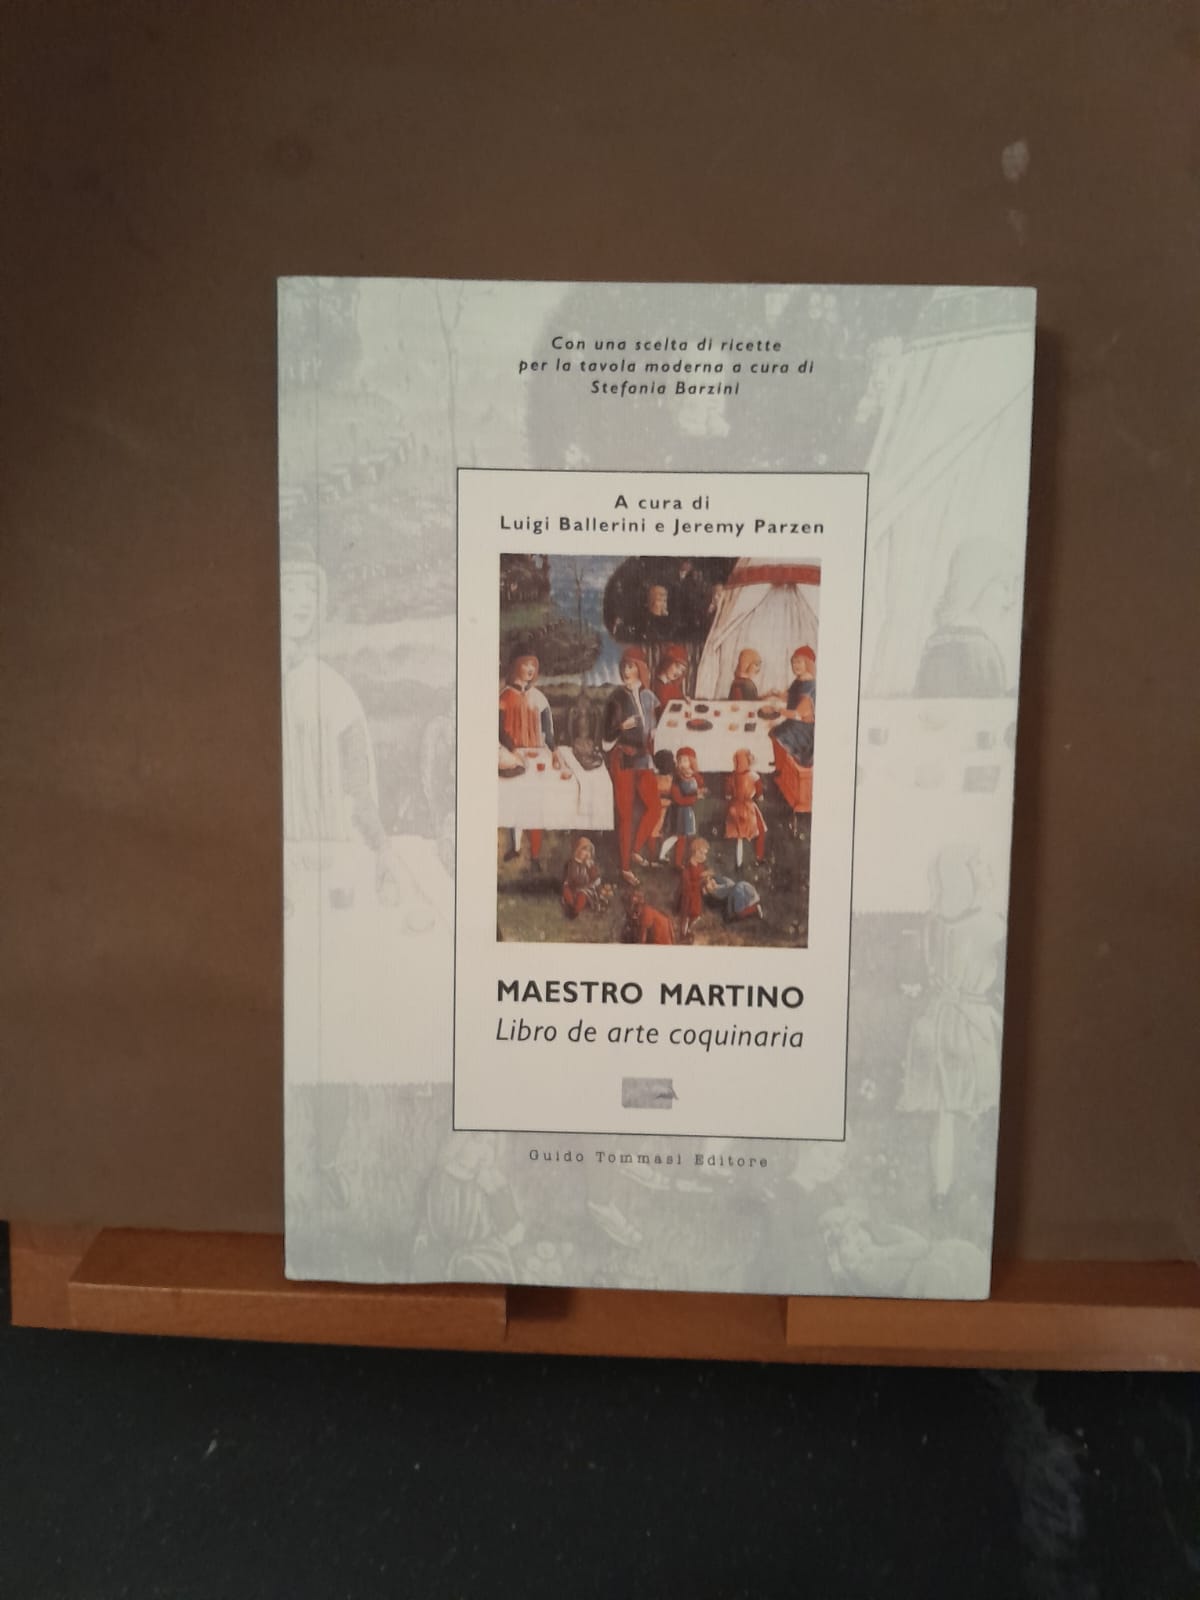 Con una scelta di ricette
per la tavola moderna a cura di
Stefania Barzini
A cura di
Luigi Ballerini e Jeremy Parzen
MAESTRO MARTINO
Libro de arte coquinaria
Guido Tommasi Editore